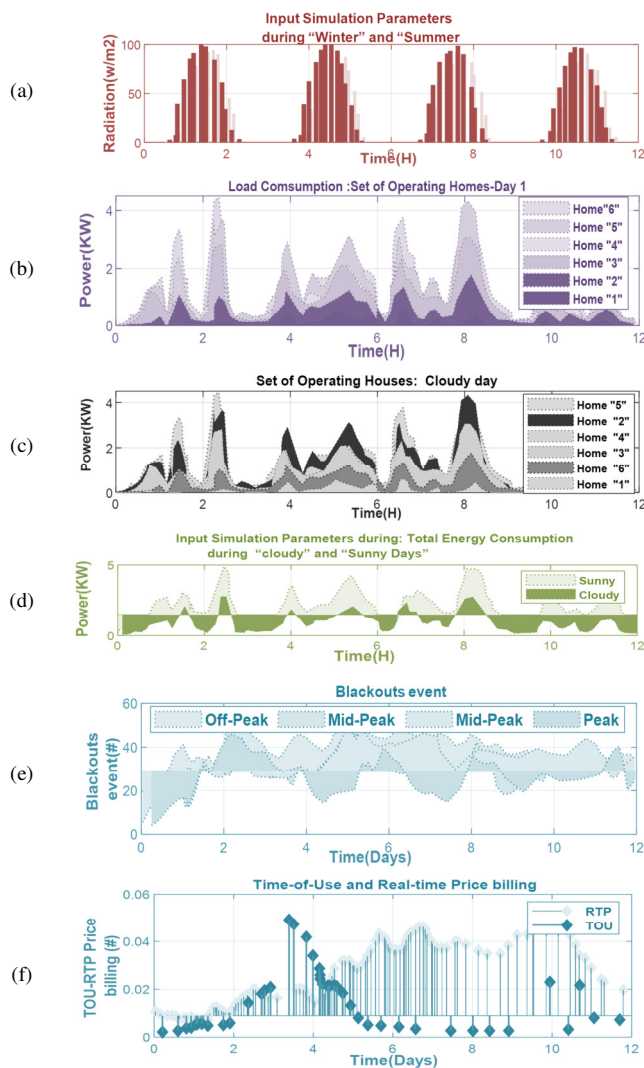 Input Simulation Parameters
during "Winter" and "Summer
(a)
Radiation(w/m2)
100
50
0
0 2 4 6 8 10 12
Time(H)
Load Comsumption :Set of Operating Homes-Day 1
(b)
Power(KW)
4
2
0
Home"6"
Home "5"
Home "4"
Home "3"
Home "2"
Home "1"
0 2 4 6 8 10 12
Time(H)
Set of Operating Houses: Cloudy day
(c)
Power(KW)
4
2
0
Home "5"
Home "2"
Home "4"
Home "3"
Home "6"
Home "1"
0 2 4 6 8 10 12
Time(H)
Input Simulation Parameters during: Total Energy Consumption
during "cloudy" and "Sunny Days"
(d)
Power(KW)
5
0
Sunny
Cloudy
0 2 4 6 8 10 12
Time(H)
Blackouts event
(e)
Blackouts
event(#)
60
40
20
0
Off-Peak Mid-Peak Mid-Peak Peak
0 2 4 6 8 10 12
Time(Days)
Time-of-Use and Real-time Price billing
(f)
TOU-RTP Price
billing (#)
0.06
0.04
0.02
0
RTP
TOU
0 2 4 6 8 10 12
Time(Days)